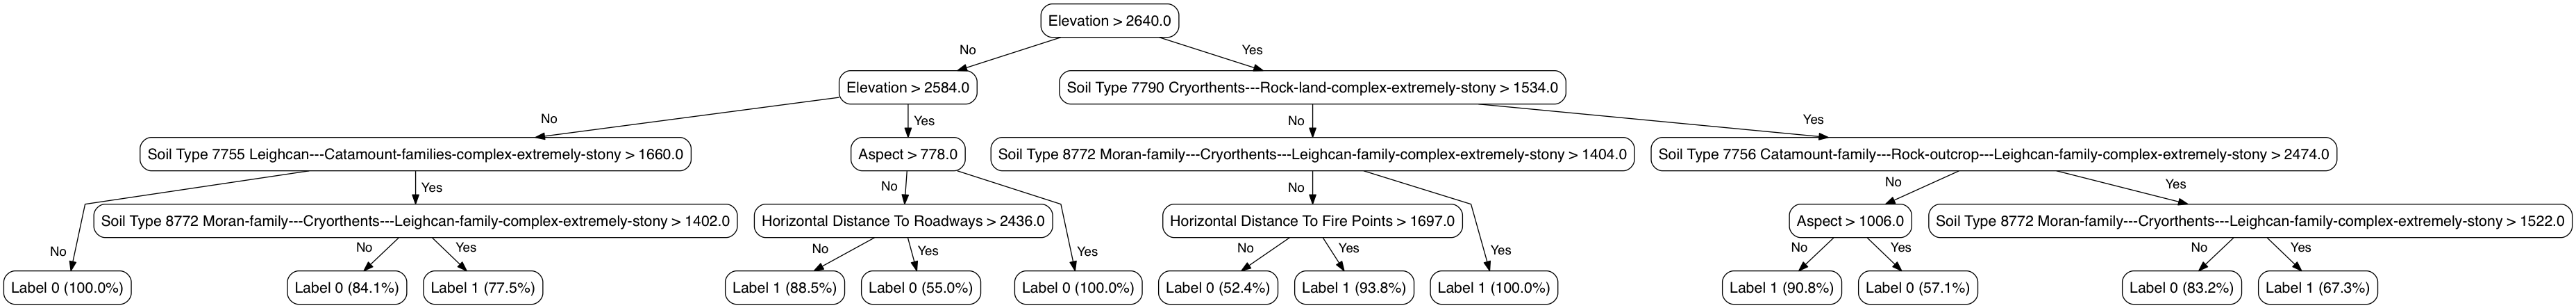 Elevation > 2640.0
No
Yes
Elevation > 2584.0
Soil Type 7790 Cryorthents---Rock-land-complex-extremely-stony > 1534.0
No
Yes
No
Yes
Soil Type 7755 Leighcan---Catamount-families-complex-extremely-stony > 1660.0
Aspect > 778.0
Soil Type 8772 Moran-family---Cryorthents---Leighcan-family-complex-extremely-stony > 1404.0
Soil Type 7756 Catamount-family---Rock-outcrop---Leighcan-family-complex-extremely-stony > 2474.0
No
Yes
No
Yes
No
Yes
No
Yes
Soil Type 8772 Moran-family---Cryorthents---Leighcan-family-complex-extremely-stony > 1402.0
Horizontal Distance To Roadways > 2436.0
Horizontal Distance To Fire Points > 1697.0
Aspect > 1006.0
Soil Type 8772 Moran-family---Cryorthents---Leighcan-family-complex-extremely-stony > 1522.0
No
Yes
No
Yes
No
Yes
No
Yes
No
Yes
Label 0 (100.0%)
Label 0 (84.1%)
Label 1 (77.5%)
Label 1 (88.5%)
Label 0 (55.0%)
Label 0 (100.0%)
Label 0 (52.4%)
Label 1 (93.8%)
Label 1 (100.0%)
Label 1 (90.8%)
Label 0 (57.1%)
Label 0 (83.2%)
Label 1 (67.3%)